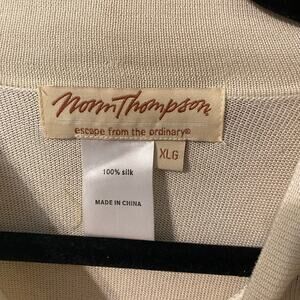 Norm Thompson
escape from the ordinary®
XLG
100% silk
MADE IN CHINA